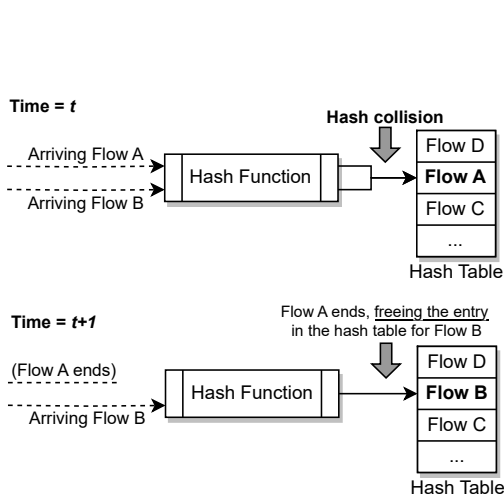 Time = t
Hash collision
Arriving Flow A
Arriving Flow B
Hash Function
Flow D
Flow A
Flow C
...
Hash Table
Time = t+1
Flow A ends, freeing the entry
in the hash table for Flow B
(Flow A ends)
Arriving Flow B
Hash Function
Flow D
Flow B
Flow C
...
Hash Table